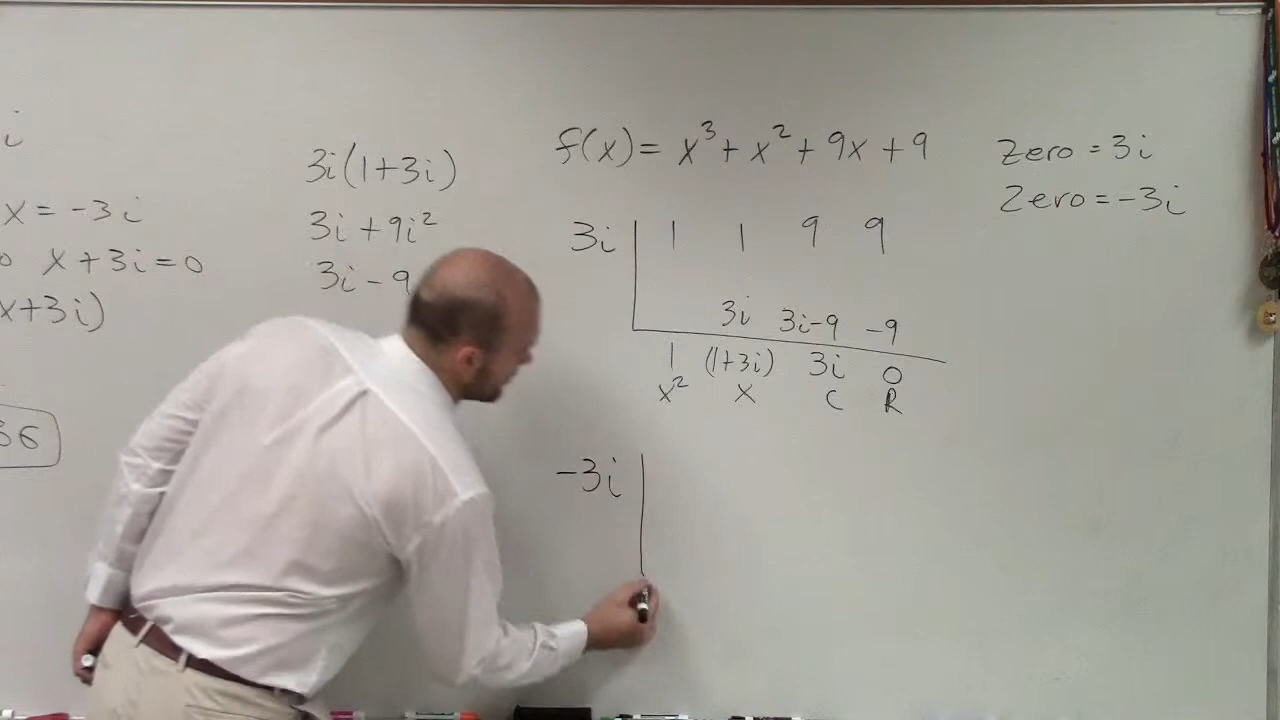 i
x = -3i
x+3i=0
x+3i)
36
3i(1+3i)
3i+9i²
3i-9
f(x)= x³+x²+9x+9
zero = 3i
Zero = -3i
3i | 1 1 9 9
3i 3i-9 -9
1 (1+3i) 3i 0
x² x C R
-3i |